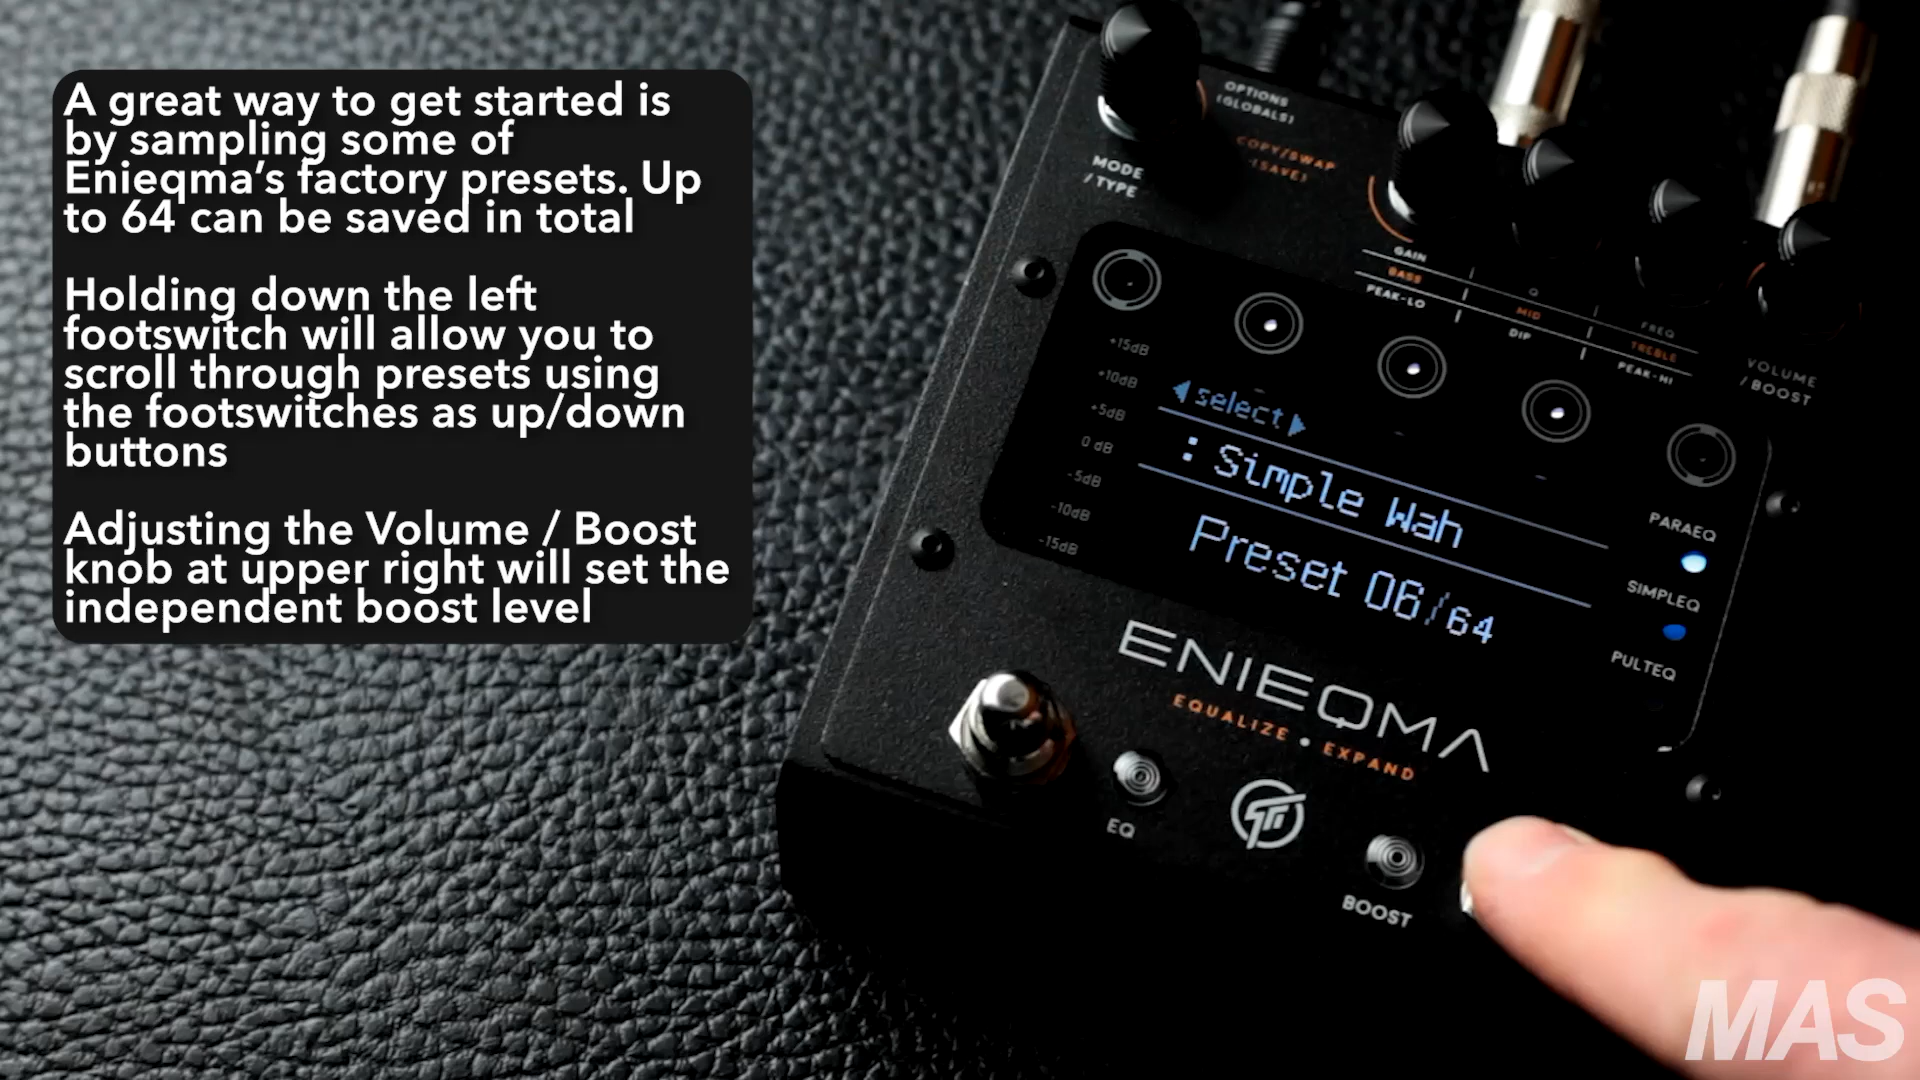 A great way to get started is
by sampling some of
Enieqma’s factory presets. Up
to 64 can be saved in total
Holding down the left
footswitch will allow you to
scroll through presets using
the footswitches as up/down
buttons
Adjusting the Volume / Boost
knob at upper right will set the
independent boost level
OPTIONS
(GLOBALS)
COPY/SWAP
(SAVE)
MODE
/ TYPE
GAIN Q FREQ
BASS MID TREBLE
PEAK-LO DIP PEAK-HI
VOLUME
/ BOOST
+15dB
+10dB
+5dB
0 dB
-5dB
-10dB
-15dB
select
: Simple Wah
Preset 06/64
PARAEQ
SIMPLEQ
PULTEQ
ENIEQMA
EQUALIZE • EXPAND
EQ
BOOST
MAS